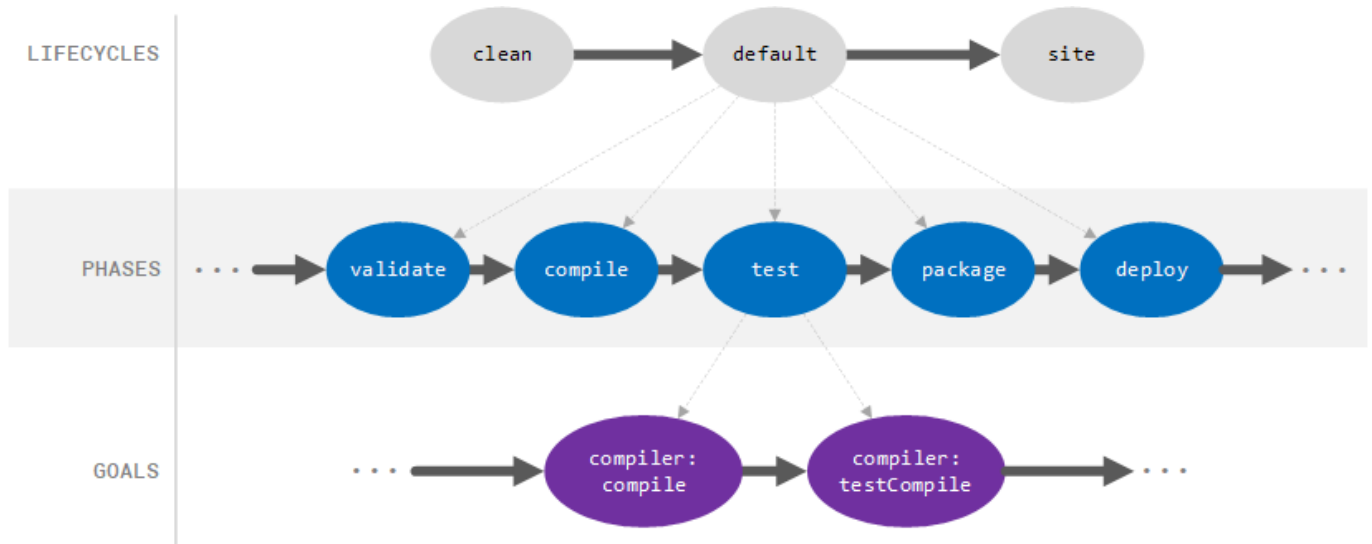 LIFECYCLES
clean
default
site
PHASES
...
validate
compile
test
package
deploy
...
GOALS
...
compiler:
compile
compiler:
testCompile
...